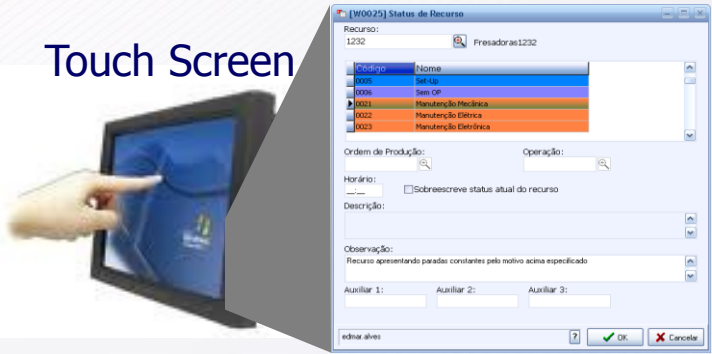 Touch Screen
[W0025] Status de Recurso
Recurso:
1232 Fresadoras1232
Código Nome
0005 Set-Up
0006 Sem OP
0021 Manutenção Mecânica
0022 Manutenção Elétrica
0023 Manutenção Eletrônica
Ordem de Produção: Operação:
Horário:
__:__ Sobreescreve status atual do recurso
Descrição:
Observação:
Recurso apresentando paradas constantes pelo motivo acima especificado
Auxiliar 1: Auxiliar 2: Auxiliar 3:
edmar.alves ? OK Cancelar